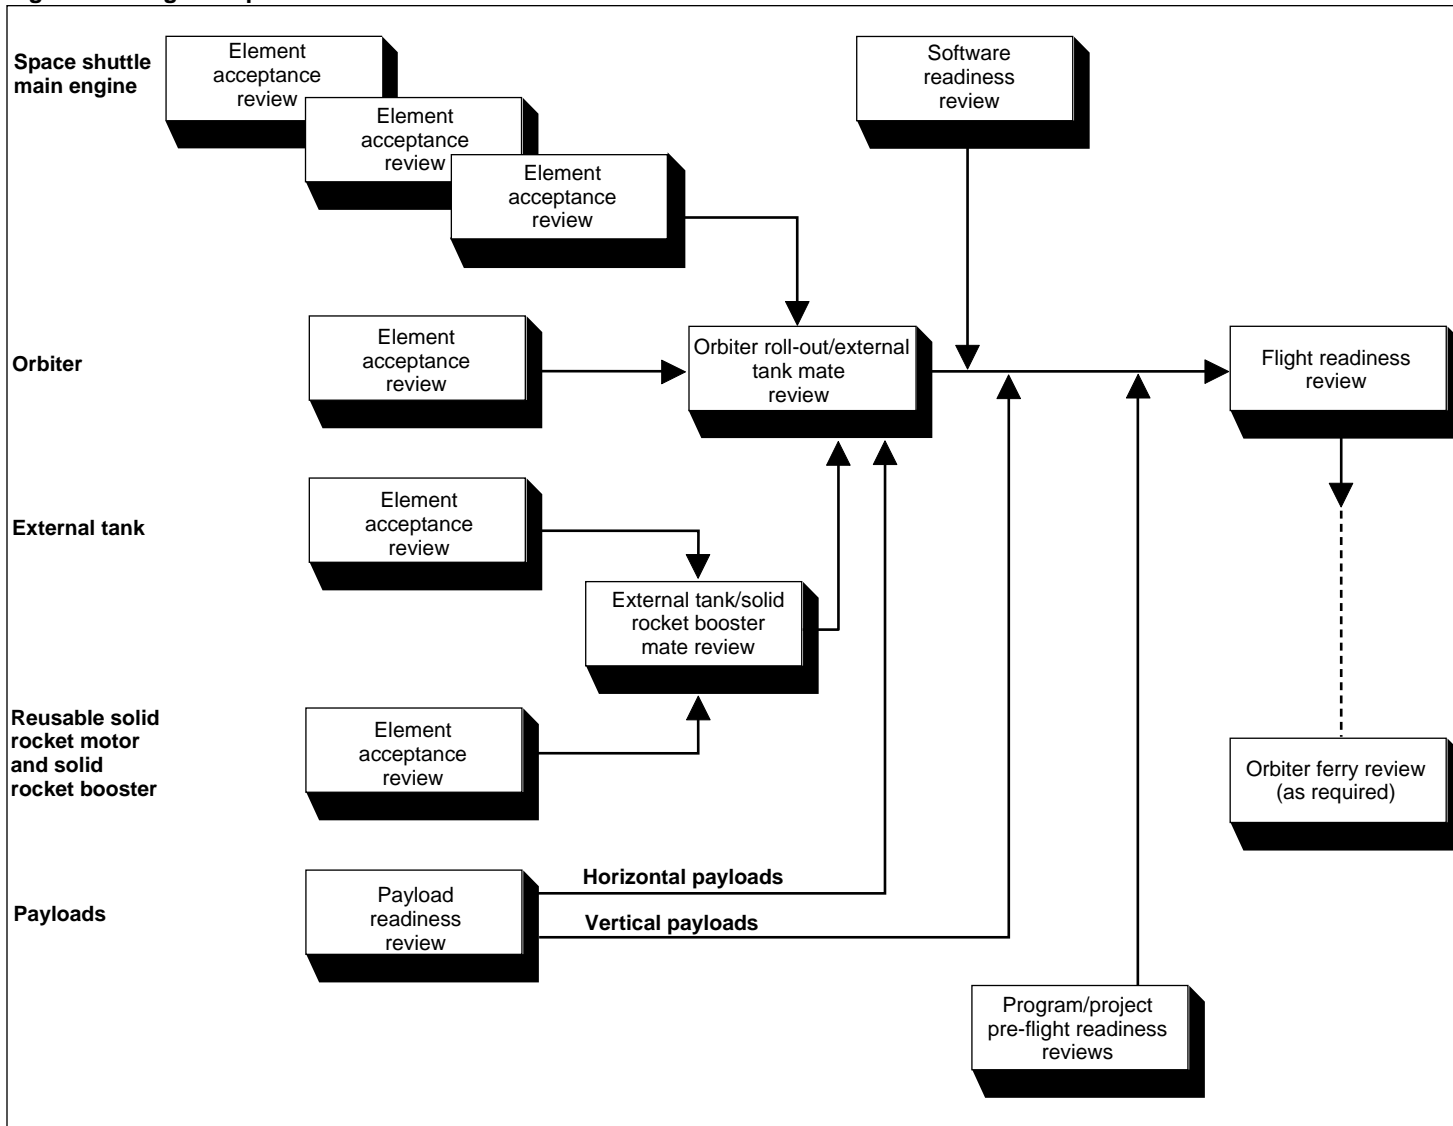 Space shuttle
main engine
Element
acceptance
review
Element
acceptance
review
Element
acceptance
review
Software
readiness
review
Orbiter
Element
acceptance
review
Orbiter roll-out/external
tank mate
review
Flight readiness
review
External tank
Element
acceptance
review
External tank/solid
rocket booster
mate review
Reusable solid
rocket motor
and solid
rocket booster
Element
acceptance
review
Orbiter ferry review
(as required)
Payloads
Payload
readiness
review
Horizontal payloads
Vertical payloads
Program/project
pre-flight readiness
reviews